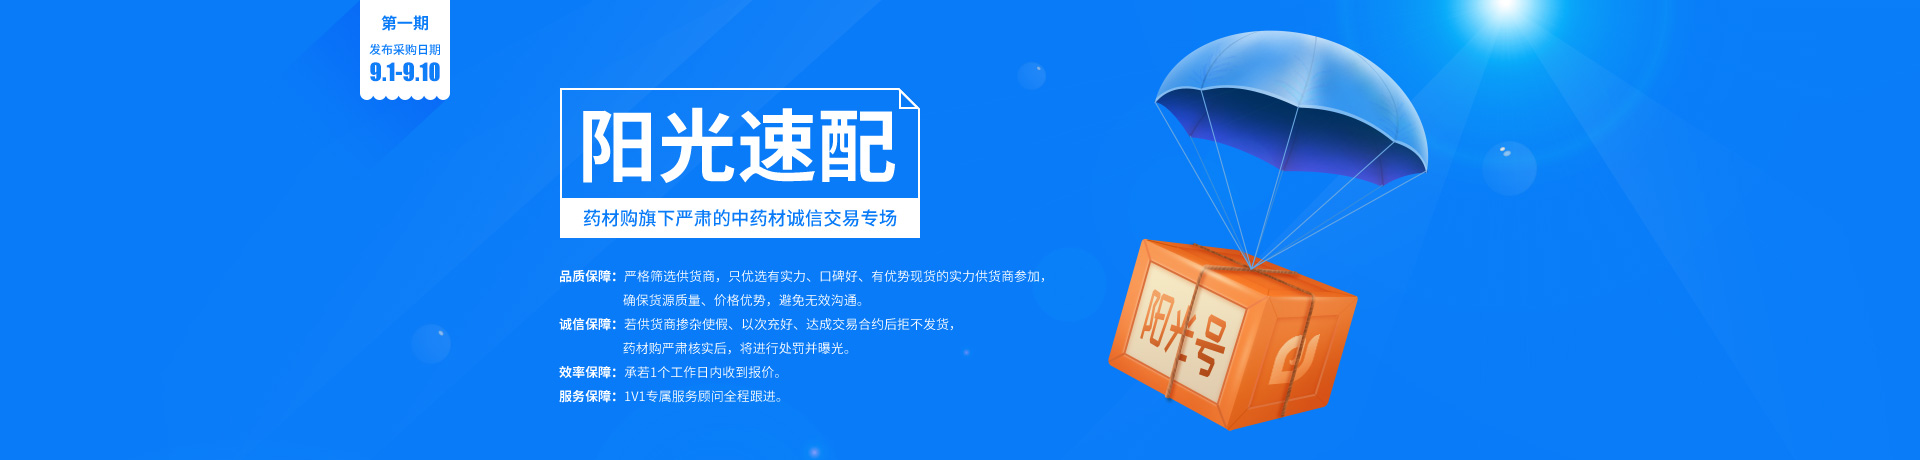 第一期
发布采购日期
9.1-9.10
阳光速配
药材购旗下严肃的中药材诚信交易专场
品质保障：严格筛选供货商，只优选有实力、口碑好、有优势现货的实力供货商参加，
确保货源质量、价格优势，避免无效沟通。
诚信保障：若供货商掺杂使假、以次充好、达成交易合约后拒不发货，
药材购严肃核实后，将进行处罚并曝光。
效率保障：承若1个工作日内收到报价。
服务保障：1V1专属服务顾问全程跟进。
阳光号